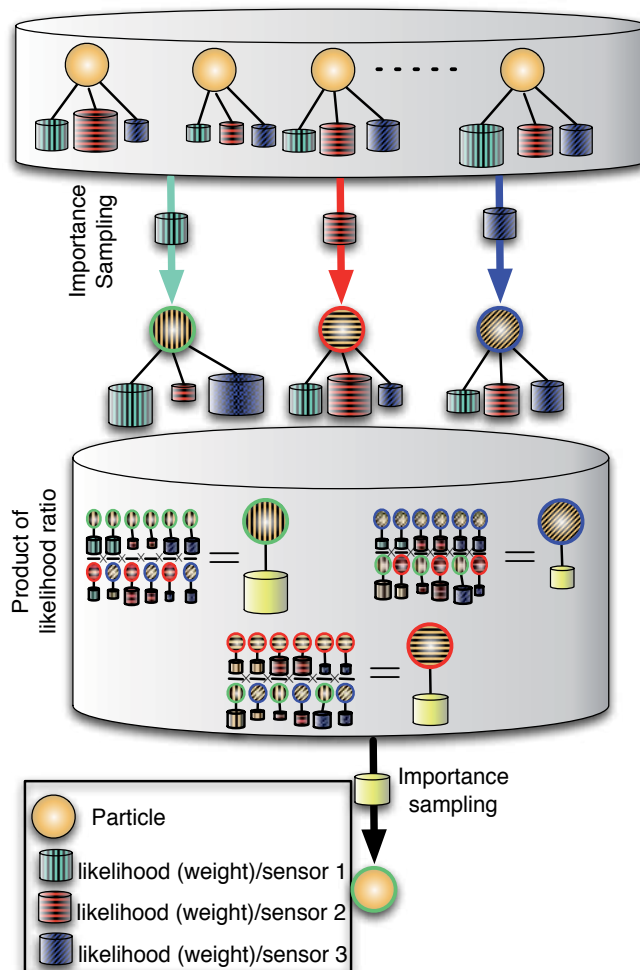 Importance
Sampling
Product of
likelihood ratio
Importance
sampling
Particle
likelihood (weight)/sensor 1
likelihood (weight)/sensor 2
likelihood (weight)/sensor 3